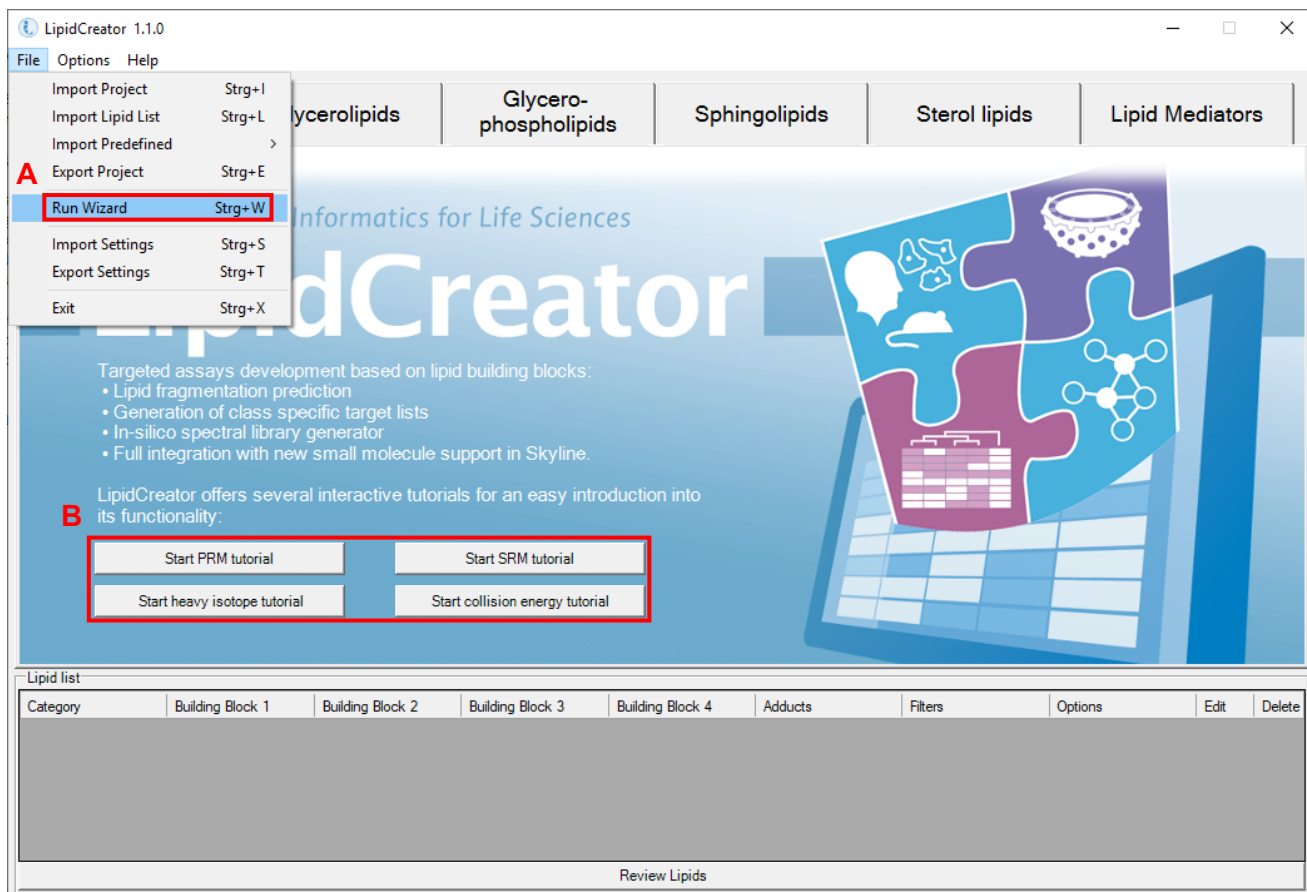 LipidCreator 1.1.0
File Options Help
Import Project Strg+I
Import Lipid List Strg+L
Import Predefined >
Export Project Strg+E
A
Run Wizard Strg+W
Import Settings Strg+S
Export Settings Strg+T
Exit Strg+X
lycerolipids
Glycero-
phospholipids
Sphingolipids
Sterol lipids
Lipid Mediators
Informatics for Life Sciences
LipidCreator
Targeted assays development based on lipid building blocks:
• Lipid fragmentation prediction
• Generation of class specific target lists
• In-silico spectral library generator
• Full integration with new small molecule support in Skyline.
LipidCreator offers several interactive tutorials for an easy introduction into
its functionality:
B
Start PRM tutorial Start SRM tutorial
Start heavy isotope tutorial Start collision energy tutorial
Lipid list
Category Building Block 1 Building Block 2 Building Block 3 Building Block 4 Adducts Filters Options Edit Delete
Review Lipids